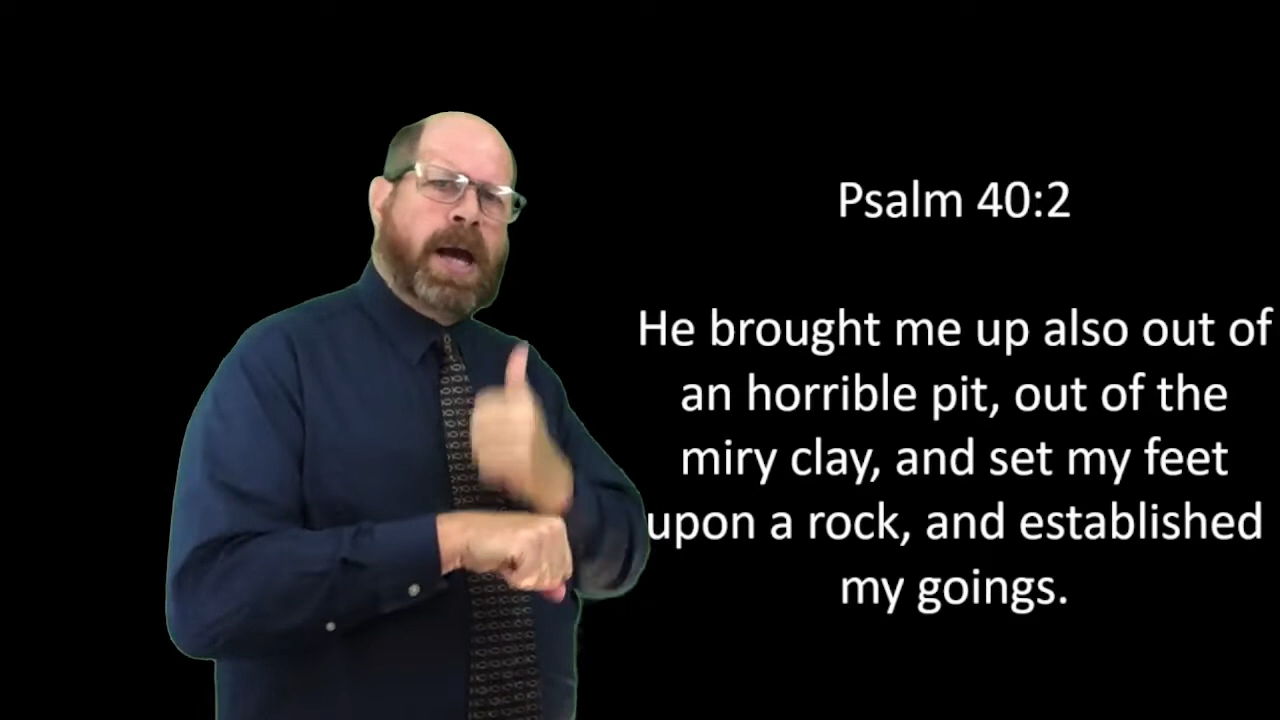 Psalm 40:2
He brought me up also out of
an horrible pit, out of the
miry clay, and set my feet
upon a rock, and established
my goings.